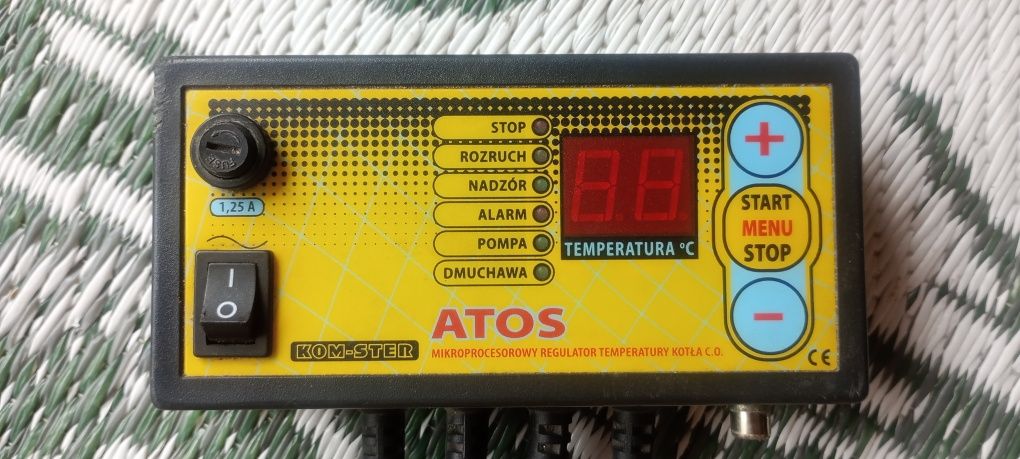 STOP
ROZRUCH
NADZÓR
ALARM
POMPA
DMUCHAWA
FUSE
1,25 A
I
O
TEMPERATURA °C
+
START
MENU
STOP
-
ATOS
KOM-STER
MIKROPROCESOROWY REGULATOR TEMPERATURY KOTŁA C.O.
CE